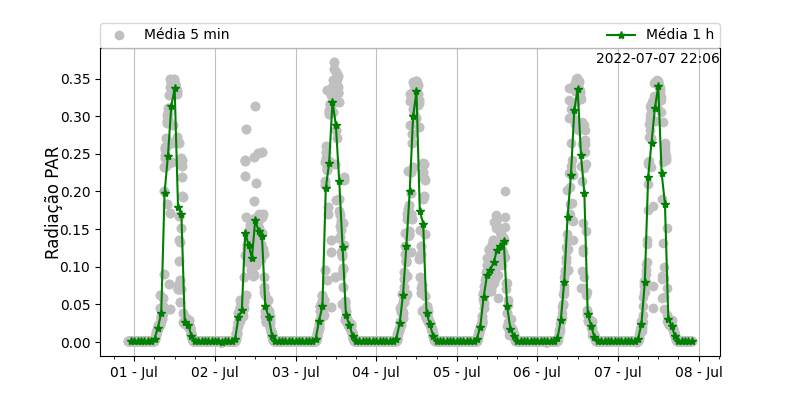 Média 5 min
Média 1 h
2022-07-07 22:06
Radiação PAR
0.35
0.30
0.25
0.20
0.15
0.10
0.05
0.00
01 - Jul
02 - Jul
03 - Jul
04 - Jul
05 - Jul
06 - Jul
07 - Jul
08 - Jul